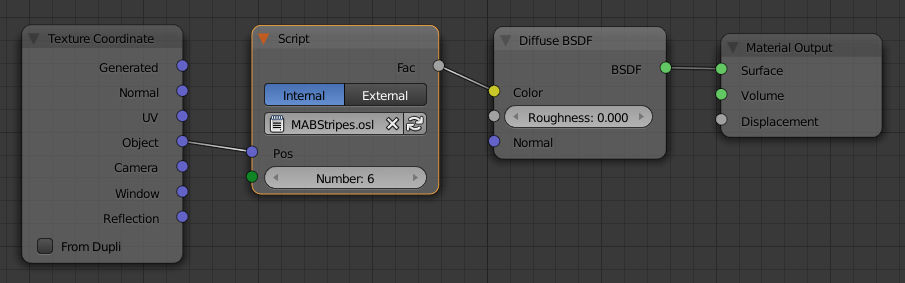 Texture Coordinate
Generated
Normal
UV
Object
Camera
Window
Reflection
From Dupli
Script
Fac
Internal External
MABStripes.osl
Pos
Number: 6
Diffuse BSDF
BSDF
Color
Roughness: 0.000
Normal
Material Output
Surface
Volume
Displacement